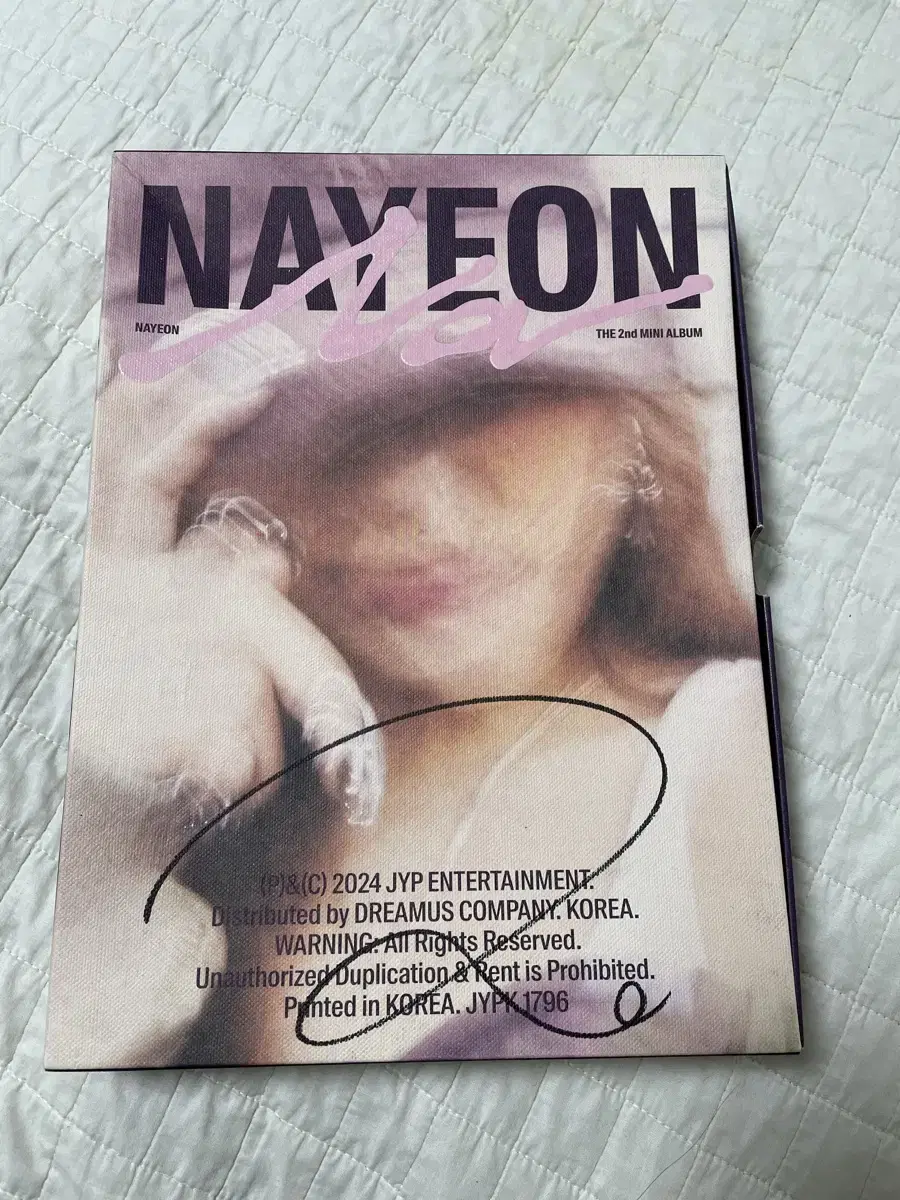 NAYEON
NA
NAYEON
THE 2nd MINI ALBUM
(P)&(C) 2024 JYP ENTERTAINMENT.
Distributed by DREAMUS COMPANY. KOREA.
WARNING: All Rights Reserved.
Unauthorized Duplication & Rent is Prohibited.
Printed in KOREA. JYPK 1796